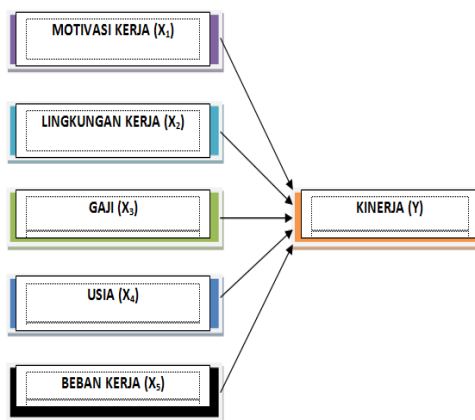 MOTIVASI KERJA (X₁)
LINGKUNGAN KERJA (X₂)
GAJI (X₃)
KINERJA (Y)
USIA (X₄)
BEBAN KERJA (X₅)